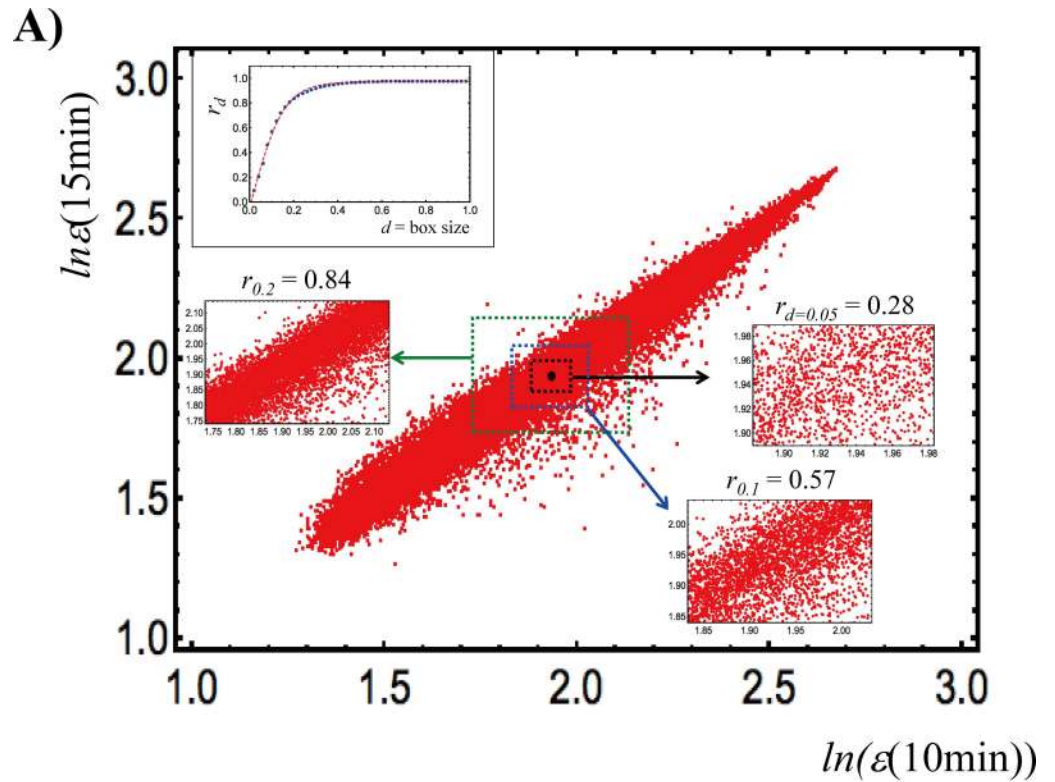 A)
lnε(15min)
3.0
2.5
2.0
1.5
1.0
r_d
1.0
0.8
0.6
0.4
0.2
0.0
0.0 0.2 0.4 0.6 0.8 1.0
d = box size
r_{0.2} = 0.84
2.10
2.05
2.00
1.95
1.90
1.85
1.80
1.75
1.75 1.80 1.85 1.90 1.95 2.00 2.05 2.10
r_{d=0.05} = 0.28
1.98
1.96
1.94
1.92
1.90
1.90 1.92 1.94 1.96 1.98
r_{0.1} = 0.57
2.00
1.95
1.90
1.85
1.85 1.90 1.95 2.00
1.0 1.5 2.0 2.5 3.0
ln(ε(10min))